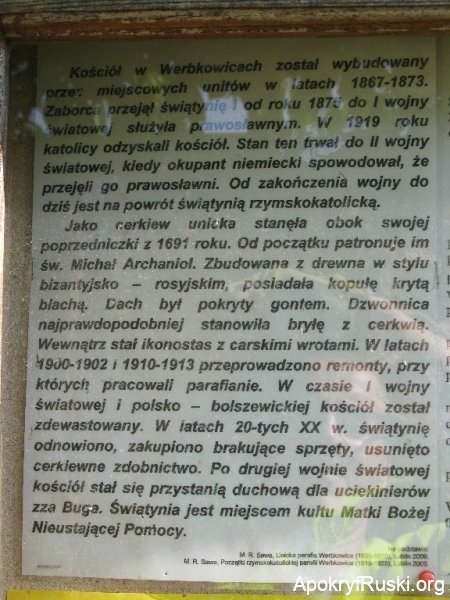 Kościół w Werbkowicach został wybudowany
przez miejscowych unitów w latach 1867-1873.
Zaborca przejął świątynię i od roku 1875 do I wojny
światowej służyła prawosławnym. W 1919 roku
katolicy odzyskali kościół. Stan ten trwał do II wojny
światowej, kiedy okupant niemiecki spowodował, że
przejęli go prawosławni. Od zakończenia wojny do
dziś jest na powrót świątynią rzymskokatolicką.
Jako cerkiew unicka stanęła obok swojej
poprzedniczki z 1691 roku. Od początku patronuje im
św. Michał Archanioł. Zbudowana z drewna w stylu
bizantyjsko – rosyjskim, posiadała kopułę krytą
blachą. Dach był pokryty gontem. Dzwonnica
najprawdopodobniej stanowiła bryłę z cerkwią.
Wewnątrz stał ikonostas z carskimi wrotami. W latach
1900-1902 i 1910-1913 przeprowadzono remonty, przy
których pracowali parafianie. W czasie I wojny
światowej i polsko – bolszewickiej kościół został
zdewastowany. W latach 20-tych XX w. świątynię
odnowiono, zakupiono brakujące sprzęty, usunięto
cerkiewne zdobnictwo. Po drugiej wojnie światowej
kościół stał się przystanią duchową dla uciekinierów
zza Buga. Świątynia jest miejscem kultu Matki Bożej
Nieustającej Pomocy.
Na podstawie:
M. R. Sawa, Unicka parafia Werbkowice Lublin 2009.
M. R. Sawa, Początki rzymskokatolickiej parafii Werbkowice Lublin 2009.
ApokryfRuski.org